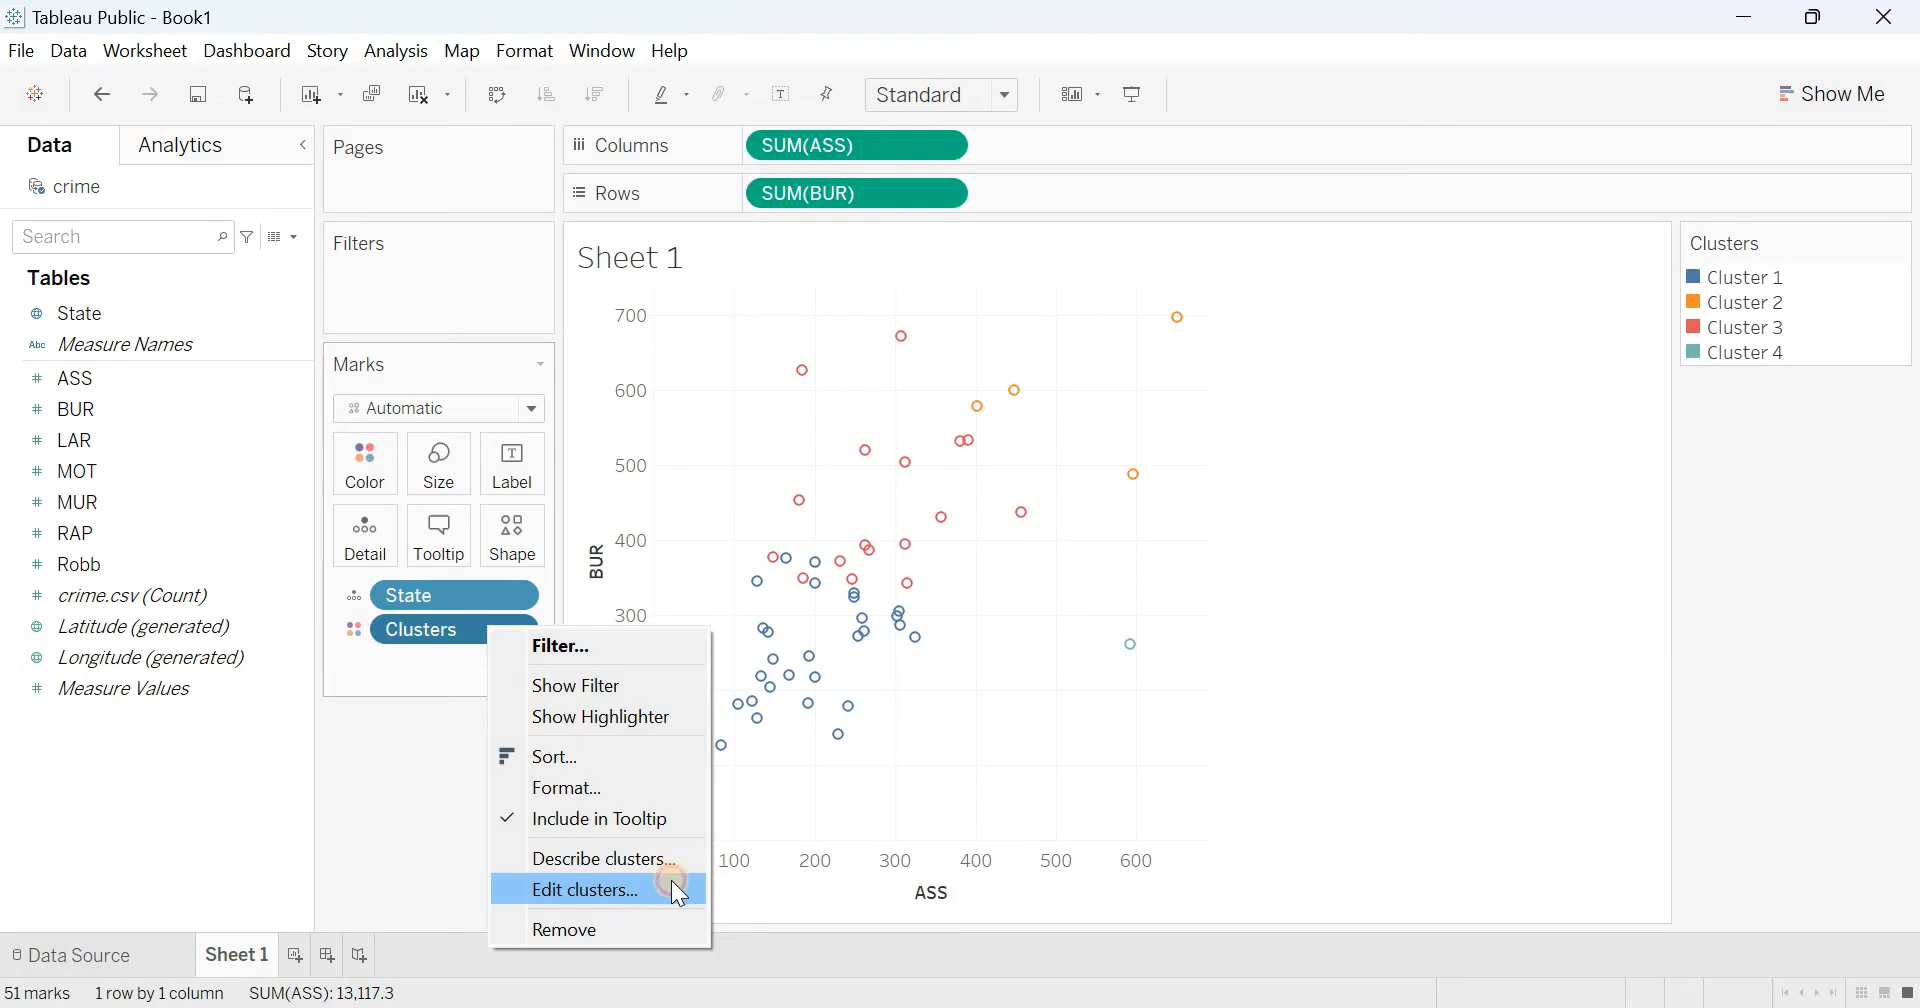 Tableau Public - Book1
File Data Worksheet Dashboard Story Analysis Map Format Window Help
Standard
Show Me
Data
Analytics
crime
Search
Tables
State
Abc Measure Names
# ASS
# BUR
# LAR
# MOT
# MUR
# RAP
# Robb
# crime.csv (Count)
Latitude (generated)
Longitude (generated)
# Measure Values
Pages
Filters
Marks
Automatic
Color
Size
Label
Detail
Tooltip
Shape
State
Clusters
Columns
SUM(ASS)
Rows
SUM(BUR)
Sheet 1
700
600
500
400
300
BUR
100 200 300 400 500 600
ASS
Filter...
Show Filter
Show Highlighter
Sort...
Format...
Include in Tooltip
Describe clusters...
Edit clusters...
Remove
Clusters
Cluster 1
Cluster 2
Cluster 3
Cluster 4
Data Source
Sheet 1
51 marks 1 row by 1 column SUM(ASS): 13,117.3